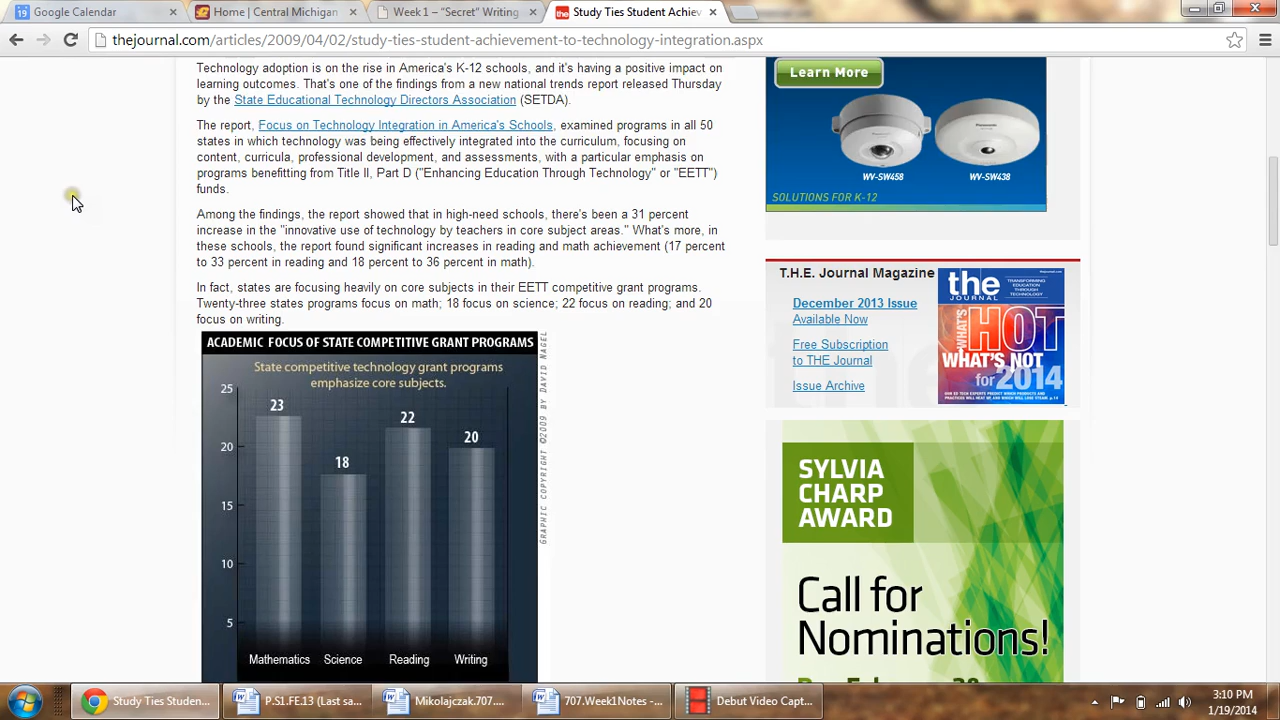 Google Calendar
Home | Central Michigan
Week 1 – “Secret” Writing
Study Ties Student Achiev
thejournal.com/articles/2009/04/02/study-ties-student-achievement-to-technology-integration.aspx
Technology adoption is on the rise in America's K-12 schools, and it's having a positive impact on
learning outcomes. That's one of the findings from a new national trends report released Thursday
by the State Educational Technology Directors Association (SETDA).
The report, Focus on Technology Integration in America's Schools, examined programs in all 50
states in which technology was being effectively integrated into the curriculum, focusing on
content, curricula, professional development, and assessments, with a particular emphasis on
programs benefiting from Title II, Part D ("Enhancing Education Through Technology" or "EETT")
funds.
Among the findings, the report showed that in high-need schools, there's been a 31 percent
increase in the "innovative use of technology by teachers in core subject areas." What's more, in
these schools, the report found significant increases in reading and math achievement (17 percent
to 33 percent in reading and 18 percent to 36 percent in math).
In fact, states focus heavily on core subjects in their EETT competitive grant programs.
Twenty-three programs focus on math, 18 focus on science; 22 focus on reading, and 20
focus on writing.
ACADEMIC FOCUS OF STATE COMPETITIVE GRANT PROGRAMS
State technology grant programs
emphasize core subjects.
25
20
15
10
5
23
18
22
20
Mathematics
Science
Reading
Writing
GRAPHIC COPYRIGHT ©2009 BY DAVID NAGEL
Learn More
WV-SW458
WV-SW438
SOLUTIONS FOR K-12
T.H.E. Journal Magazine
December 2013 Issue
Available Now
Free Subscription
to THE Journal
Issue Archive
the
JOURNAL
TRANSFORMING
EDUCATION
THROUGH
TECHNOLOGY
WHAT'S
HOT
WHAT'S NOT
for 2014
SYLVIA
CHARP
AWARD
Call for
Nominations!
Study Ties Studen...
FEE.13 (Last sa...
Mikolajczak.707....
707.Week1 Notes -...
Debut Video Capt...
3:10 PM
1/19/2014